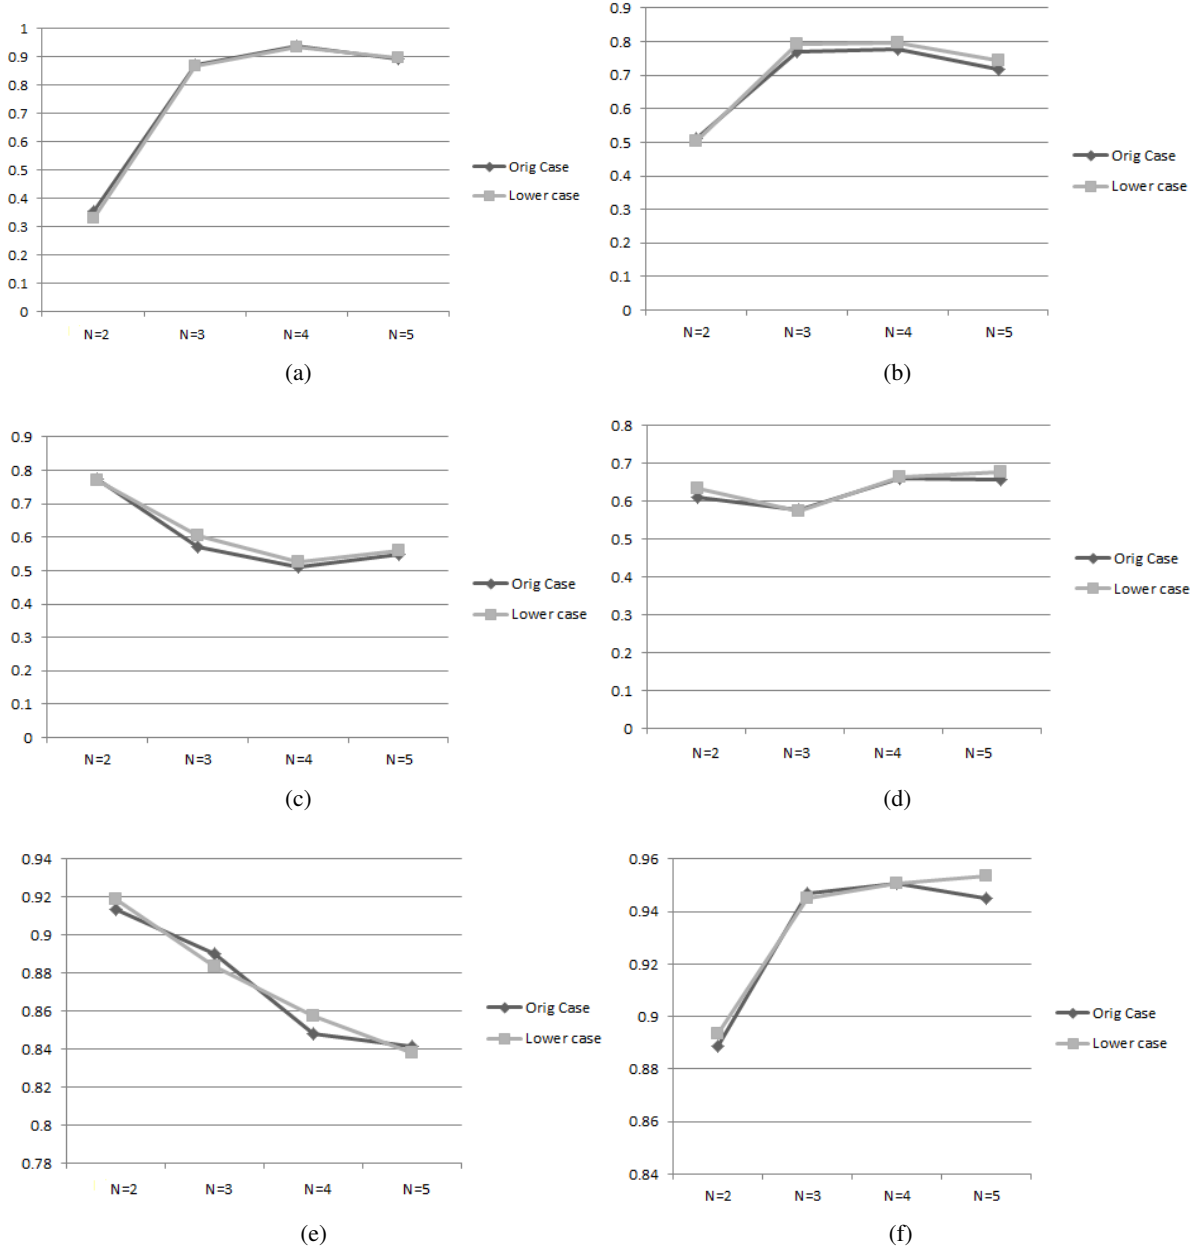 1
0.9
0.8
0.7
0.6
0.5
0.4
0.3
0.2
0.1
0
N=2 N=3 N=4 N=5
Orig Case
Lower case
(a)
0.9
0.8
0.7
0.6
0.5
0.4
0.3
0.2
0.1
0
N=2 N=3 N=4 N=5
Orig Case
Lower case
(b)
0.9
0.8
0.7
0.6
0.5
0.4
0.3
0.2
0.1
0
N=2 N=3 N=4 N=5
Orig Case
Lower case
(c)
0.8
0.7
0.6
0.5
0.4
0.3
0.2
0.1
0
N=2 N=3 N=4 N=5
Orig Case
Lower case
(d)
0.94
0.92
0.9
0.88
0.86
0.84
0.82
0.8
0.78
N=2 N=3 N=4 N=5
Orig Case
Lower case
(e)
0.96
0.94
0.92
0.9
0.88
0.86
0.84
N=2 N=3 N=4 N=5
Orig Case
Lower case
(f)